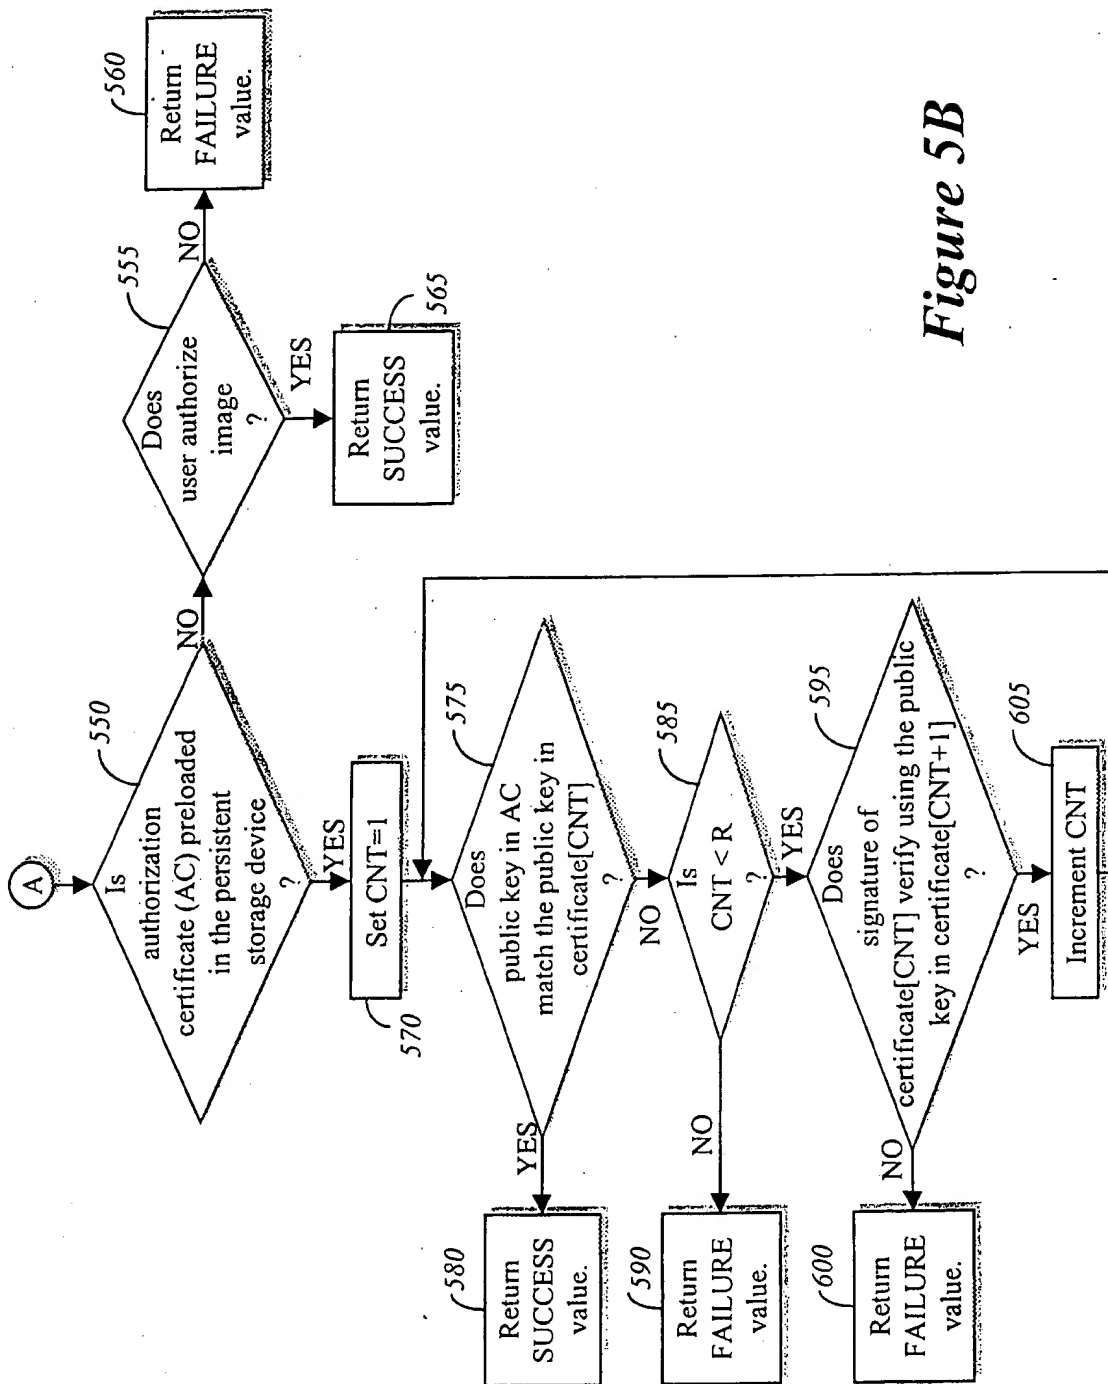 A
550
Is
authorization
certificate (AC) preloaded
in the persistent
storage device
?
NO
555
Does
user authorize
image
?
NO
560
Return
FAILURE
value.
YES
565
Return
SUCCESS
value.
YES
Set CNT=1
570
575
Does
public key in AC
match the public key in
certificate[CNT]
?
YES
580
Return
SUCCESS
value.
NO
585
Is
CNT < R
?
NO
590
Return
FAILURE
value.
YES
595
Does
signature of
certificate[CNT] verify using the public
key in certificate[CNT+1]
?
NO
600
Return
FAILURE
value.
YES
605
Increment CNT
Figure 5B